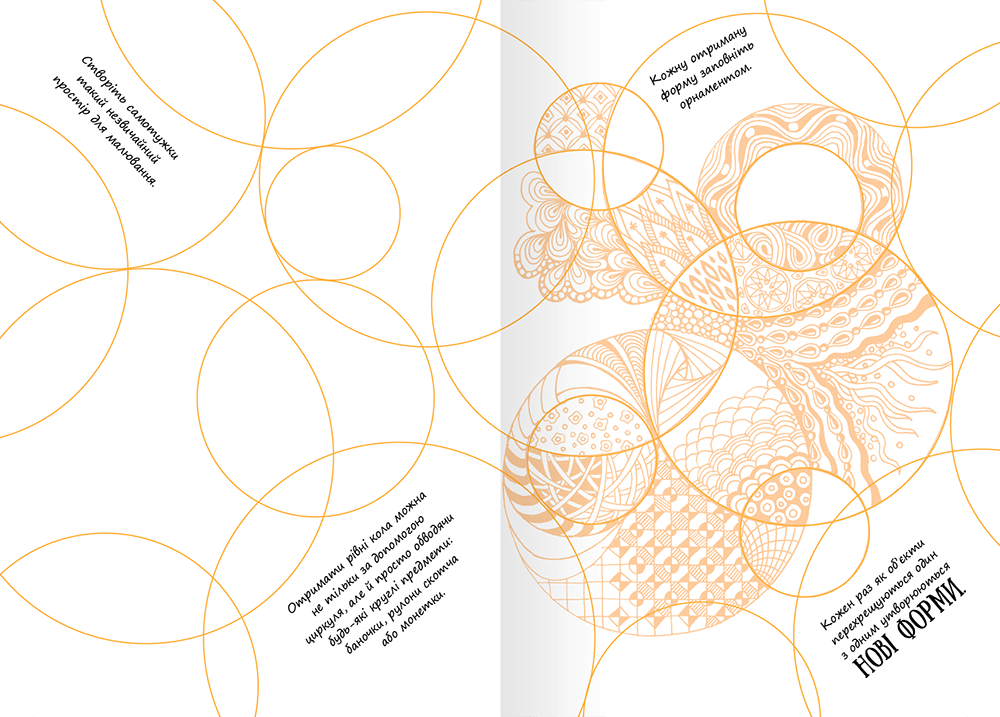 Створіть самотужки
такий незвичайний
простір для малювання.
Отримати рівні кола можна
не тільки за допомогою
циркуля, але й просто обводячи
будь-які круглі предмети:
баночки, рулони скотча
або монетки.
Кожну отриману
форму заповніть
орнаментом.
Кожен раз як об'єкти
перехрещуються один
з одним утворюються
НОВІ ФОРМИ.